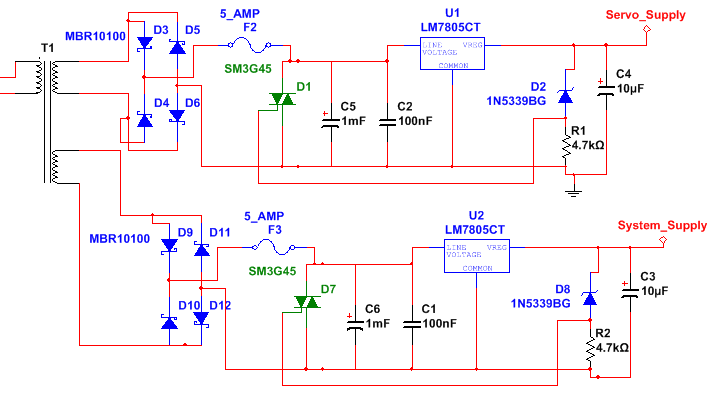 T1
MBR10100
D3
D5
D4
D6
5_AMP
F2
SM3G45
D1
C5
1mF
C2
100nF
U1
LM7805CT
LINE VREG
VOLTAGE
COMMON
Servo_Supply
D2
1N5339BG
C4
10µF
R1
4.7kΩ
MBR10100
D9
D11
D10
D12
5_AMP
F3
SM3G45
D7
C6
1mF
C1
100nF
U2
LM7805CT
LINE VREG
VOLTAGE
COMMON
System_Supply
D8
1N5339BG
C3
10µF
R2
4.7kΩ